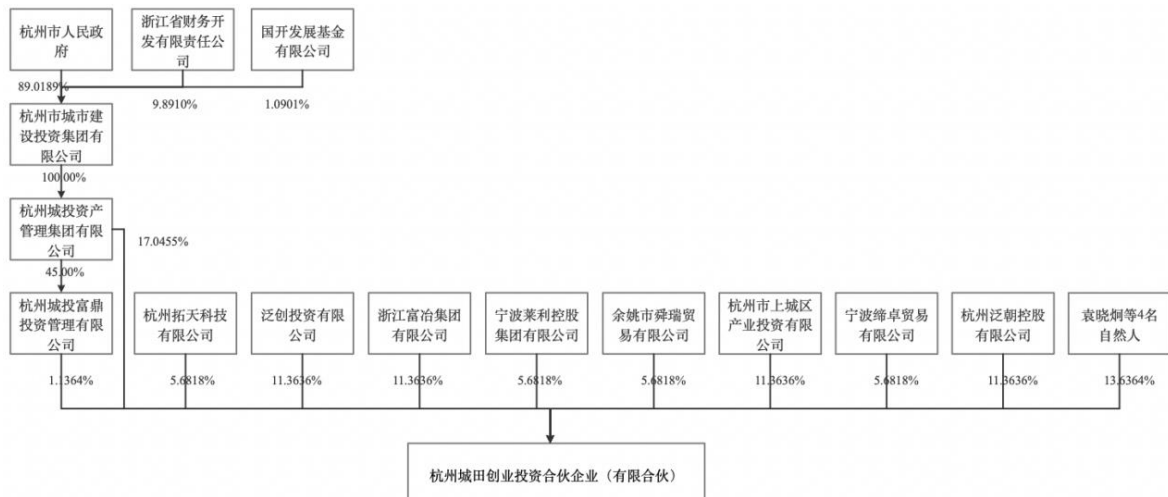 杭州市人民政
府
浙江省财务开
发有限责任公
司
国开发展基金
有限公司
89.0189%
9.8910%
1.0901%
杭州市城市建
设投资集团有
限公司
100.00%
杭州城投资产
管理集团有限
公司
17.0455%
45.00%
杭州城投富鼎
投资管理有限
公司
杭州拓天科技
有限公司
泛创投资有
限公司
浙江富冶集团
有限公司
宁波莱利控股
集团有限公司
余姚市舜瑞贸
易有限公司
杭州市上城区
产业投资有限
公司
宁波缔卓贸易
有限公司
杭州泛朝控股
有限公司
袁晓炯等4名
自然人
1.1364%
5.6818%
11.3636%
11.3636%
5.6818%
5.6818%
11.3636%
5.6818%
11.3636%
13.6364%
杭州城田创业投资合伙企业（有限合伙）